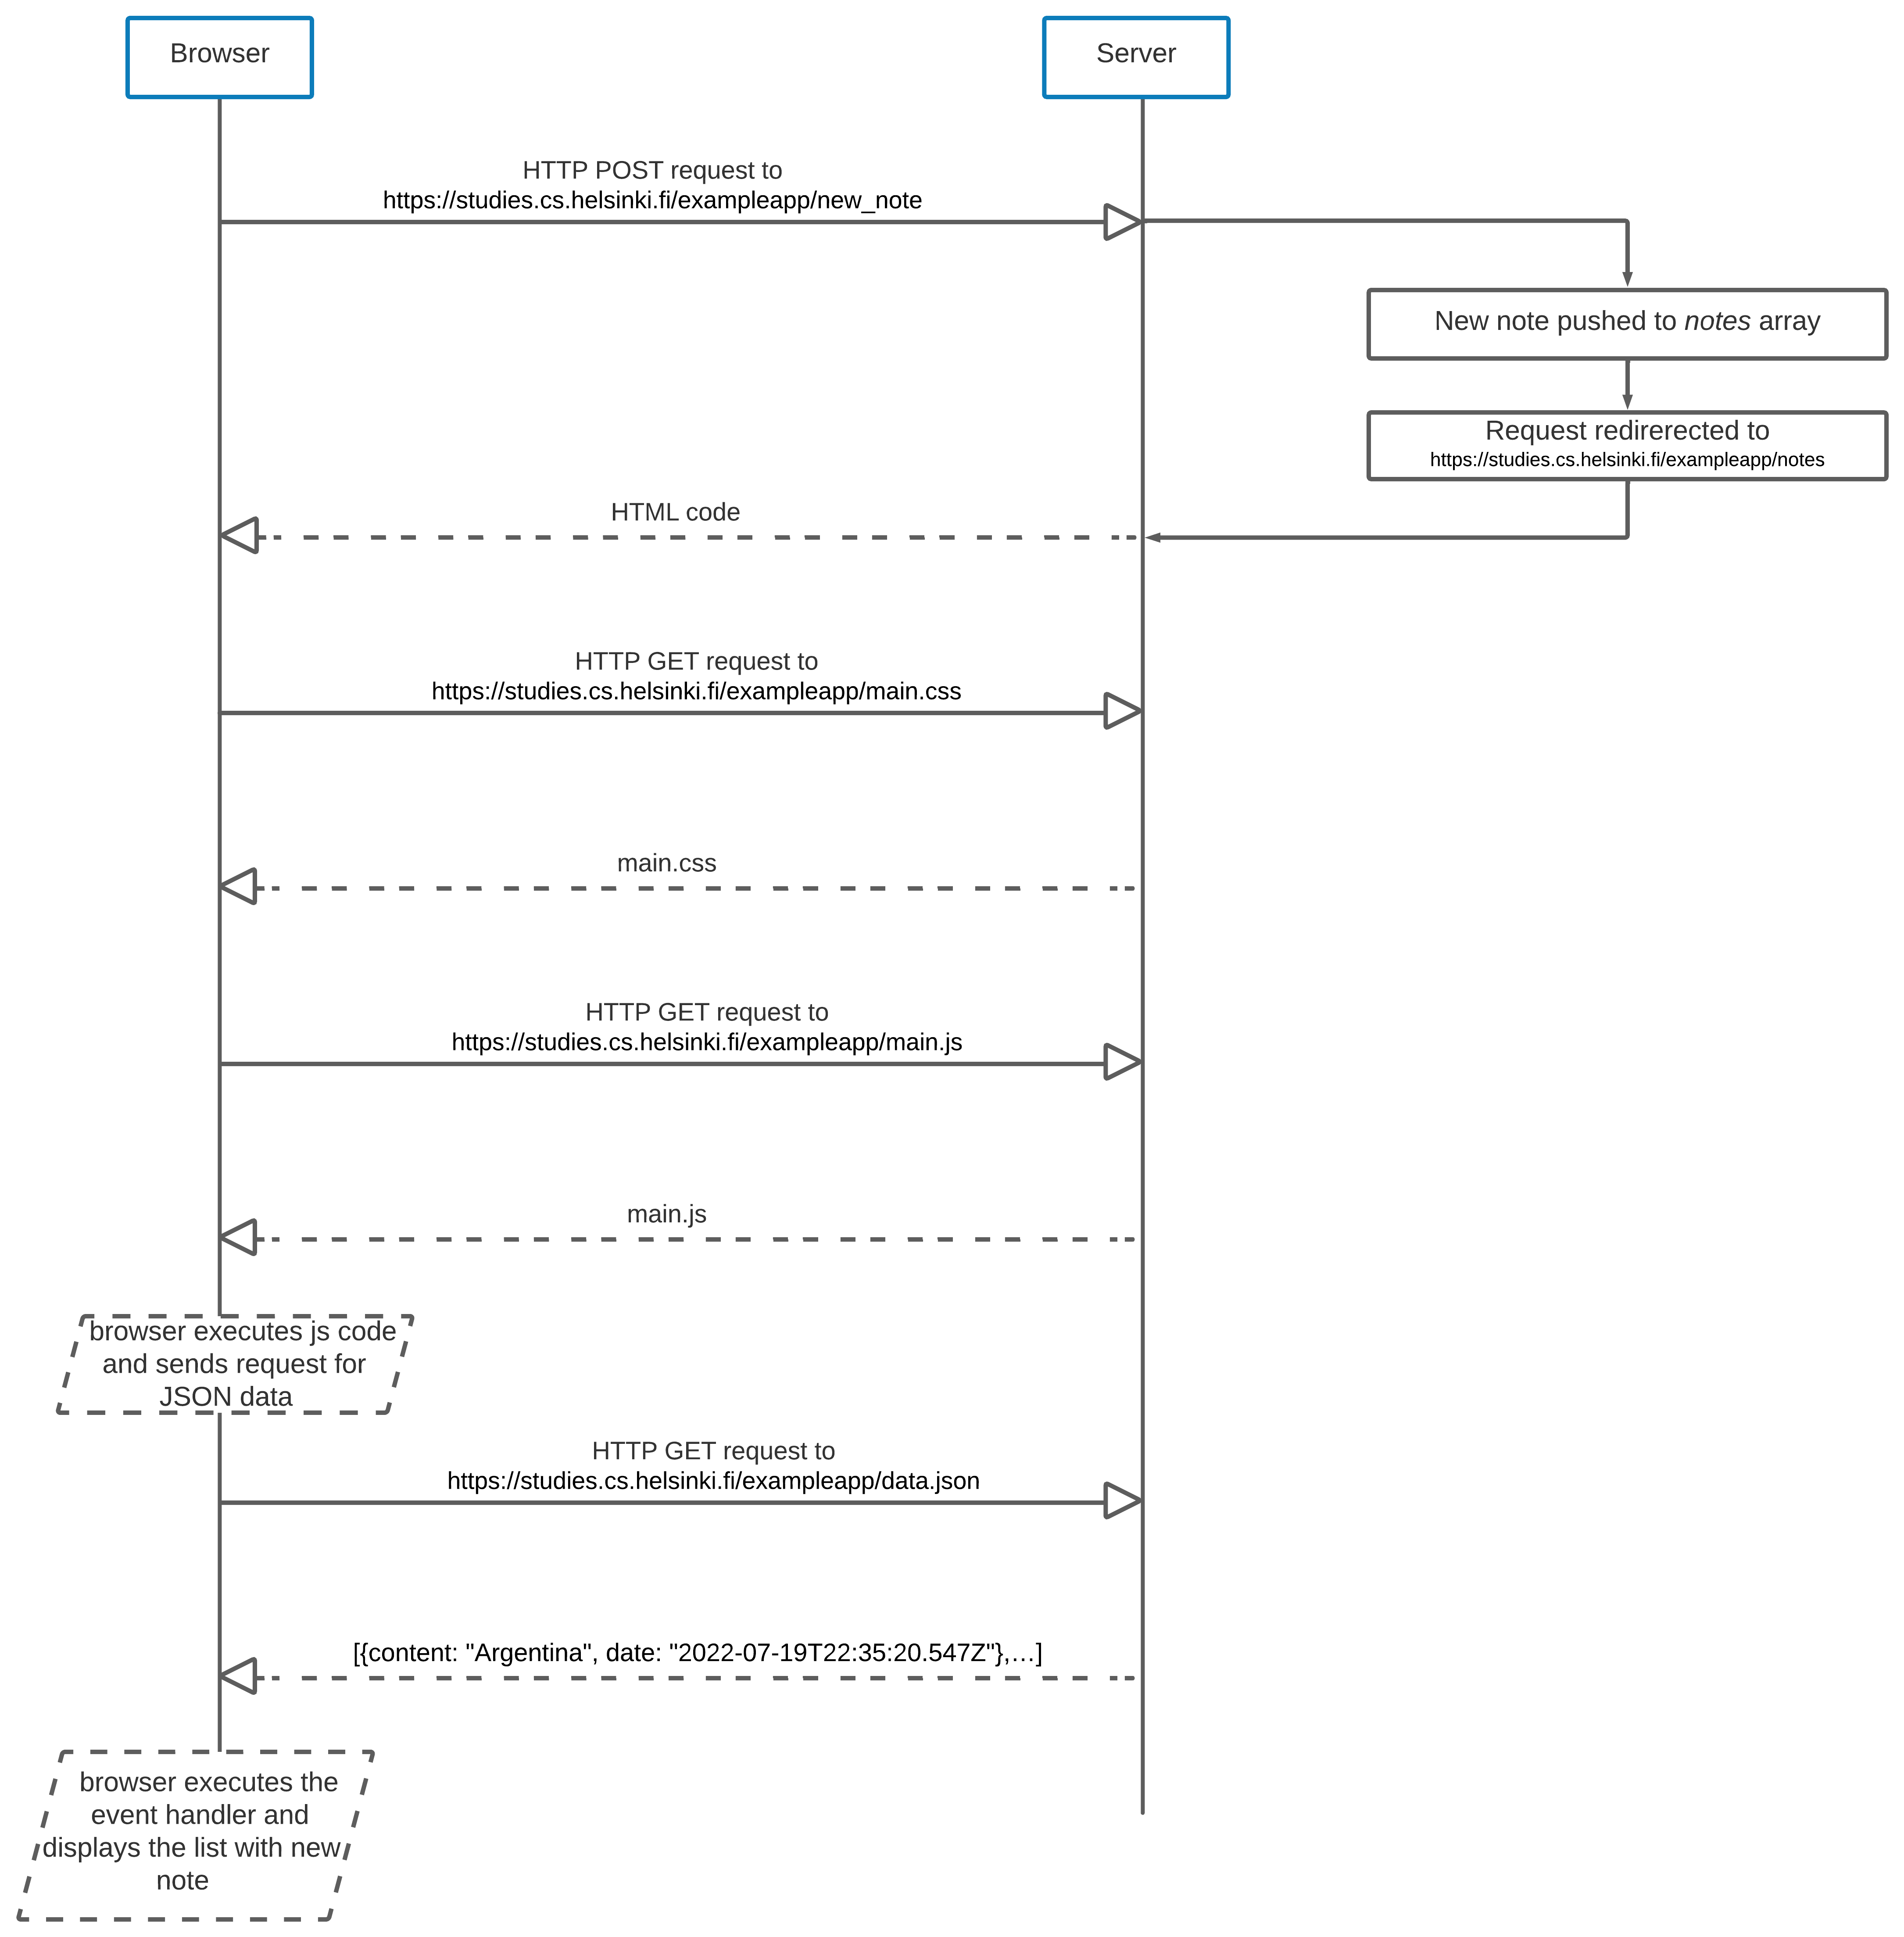 Browser
Server
HTTP POST request to
https://studies.cs.helsinki.fi/exampleapp/new_note
New note pushed to notes array
Request redirerected to
https://studies.cs.helsinki.fi/exampleapp/notes
HTML code
HTTP GET request to
https://studies.cs.helsinki.fi/exampleapp/main.css
main.css
HTTP GET request to
https://studies.cs.helsinki.fi/exampleapp/main.js
main.js
browser executes js code
and sends request for
JSON data
HTTP GET request to
https://studies.cs.helsinki.fi/exampleapp/data.json
[{content: "Argentina", date: "2022-07-19T22:35:20.547Z"},…]
browser executes the
event handler and
displays the list with new
note